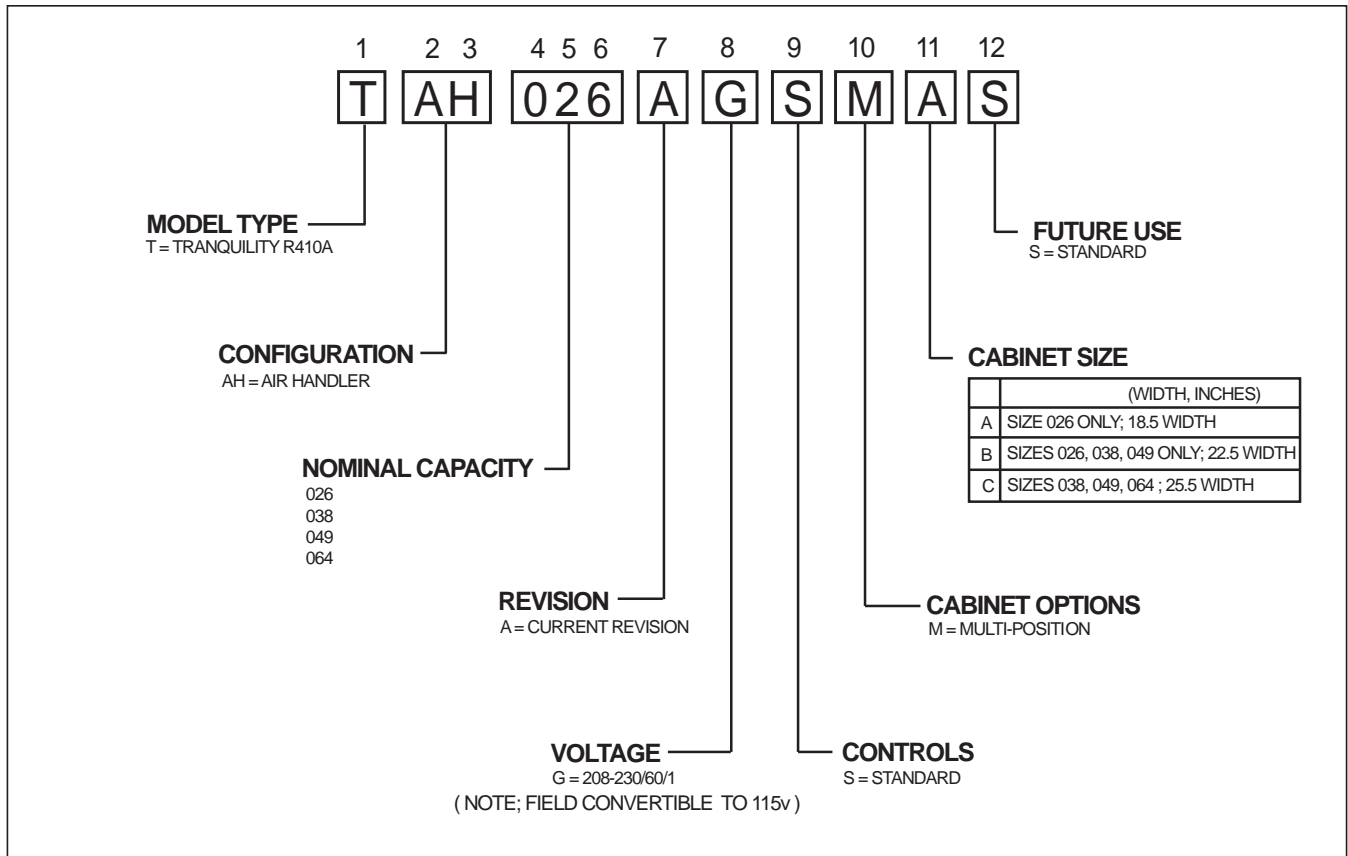 1 2 3 4 5 6 7 8 9 10 11 12
T AH 026 A G S M A S
MODEL TYPE
T = TRANQUILITY R410A
FUTURE USE
S = STANDARD
CONFIGURATION
AH = AIR HANDLER
CABINET SIZE
(WIDTH, INCHES)
A SIZE 026 ONLY; 18.5 WIDTH
B SIZES 026, 038, 049 ONLY; 22.5 WIDTH
C SIZES 038, 049, 064 ; 25.5 WIDTH
NOMINAL CAPACITY
026
038
049
064
REVISION
A = CURRENT REVISION
CABINET OPTIONS
M = MULTI-POSITION
VOLTAGE
G = 208-230/60/1
( NOTE; FIELD CONVERTIBLE TO 115v )
CONTROLS
S = STANDARD